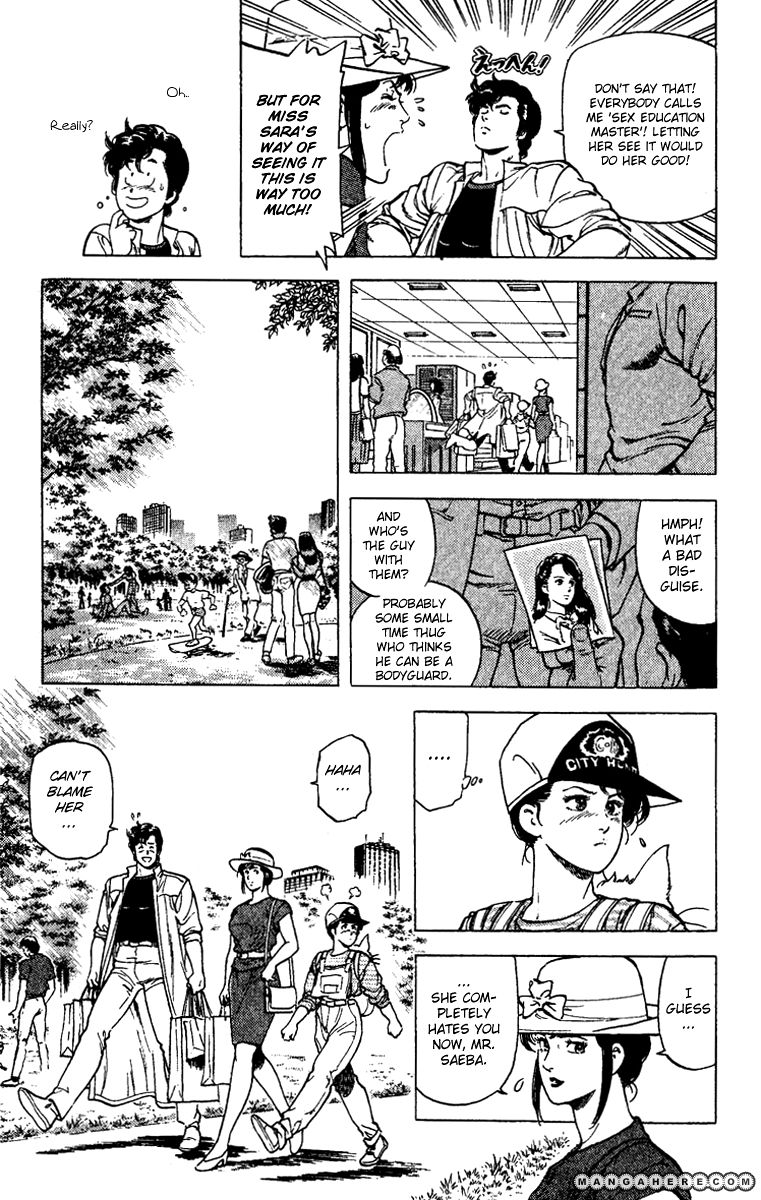 DON'T SAY THAT!
EVERYBODY CALLS
ME 'SEX EDUCATION
MASTER'! LETTING
HER SEE IT WOULD
DO HER GOOD!
えっへん!
BUT FOR
MISS
SARA'S
WAY OF
SEEING IT
THIS IS
WAY TOO
MUCH!
Oh..
Really?
HMPH!
WHAT
A BAD
DIS-
GUISE.
AND
WHO'S
THE GUY
WITH
THEM?
PROBABLY
SOME SMALL
TIME THUG
WHO THINKS
HE CAN BE A
BODYGUARD.
....
CITY HUN
I
GUESS
...
...
SHE COM-
PLETELY
HATES YOU
NOW, MR.
SAEBA.
HAHA
...
CAN'T
BLAME
HER
...
MANGAHERE.COM